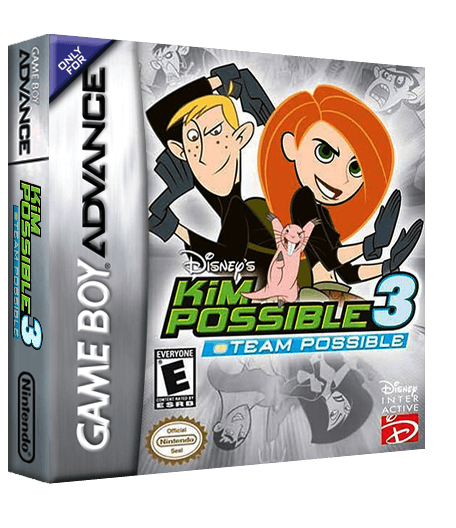 GAME BOY ADVANCE
KIM POSSIBLE 3
TEAM POSSIBLE
Nintendo
ONLY FOR
GAME BOY ADVANCE
Disney's
KIM
POSSIBLE 3
TEAM POSSIBLE
EVERYONE
E
CONTENT RATED BY
ESRB
Official
Nintendo
Seal
Disney
INTER
ACTIVE
D